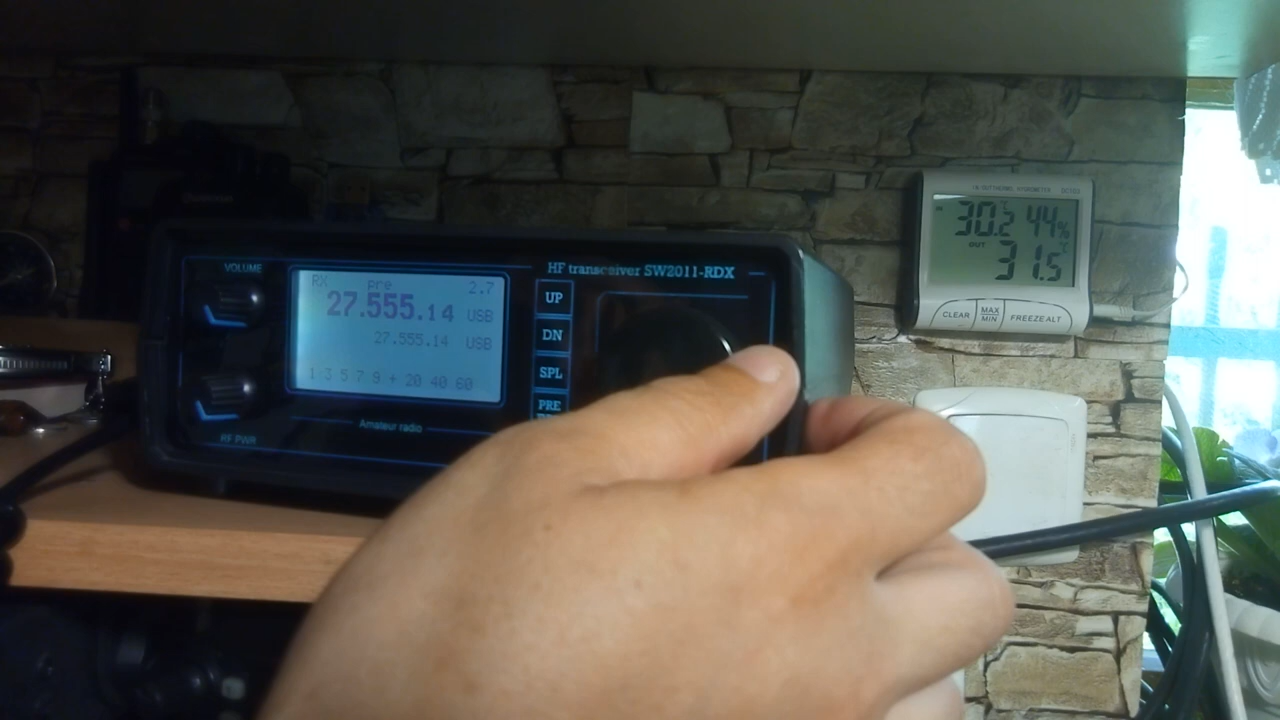 VOLUME
HF transceiver SW2011-RDX
RX pre 2.7
27.555.14 USB
27.555.14 USB
1 3 5 7 9 + 20 40 60
UP
DN
SPL
PRE
Amateur radio
RF PWR
30.2 °C 44%
OUT
31.5 °C
CLEAR
MAX
MIN
FREEZE ALT